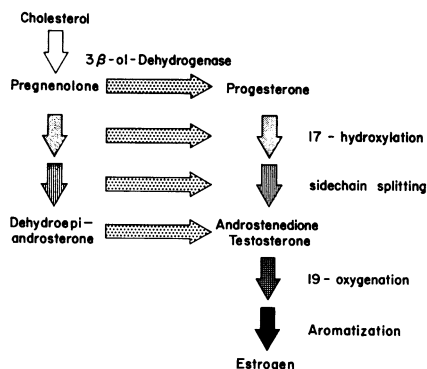 Cholesterol
3β-ol-Dehydrogenase
Pregnenolone
Progesterone
17 - hydroxylation
sidechain splitting
Dehydroepi-
androsterone
Androstenedione
Testosterone
19 - oxygenation
Aromatization
Estrogen